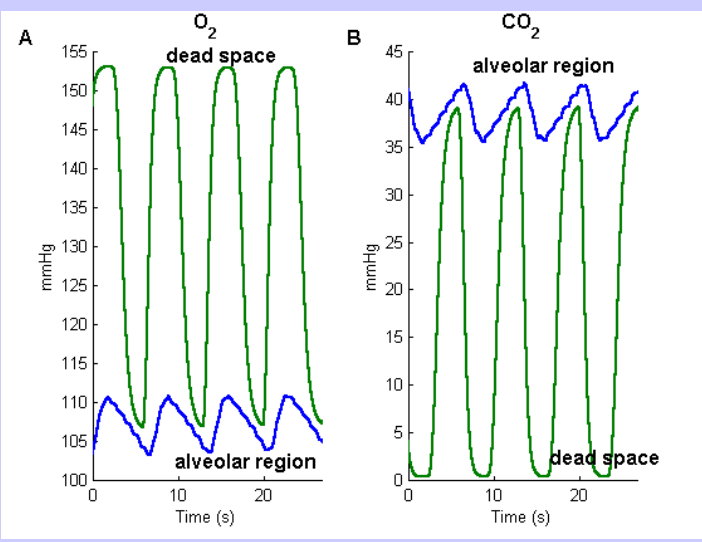 A
O2
dead space
155
150
145
140
135
130
125
120
115
110
105
100
mmHg
alveolar region
0
10
20
Time (s)
B
CO2
alveolar region
45
40
35
30
25
20
15
10
5
0
mmHg
dead space
0
10
20
Time (s)